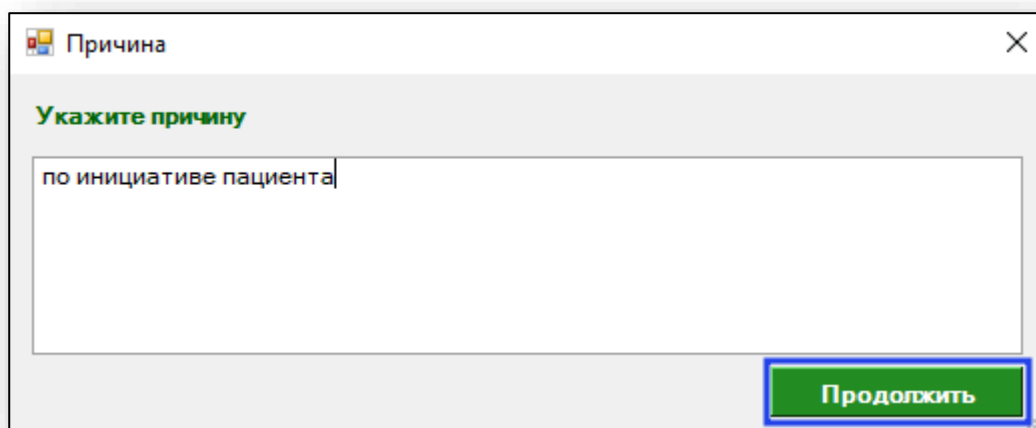 Причина
Укажите причину
по инициативе пациента
Продолжить